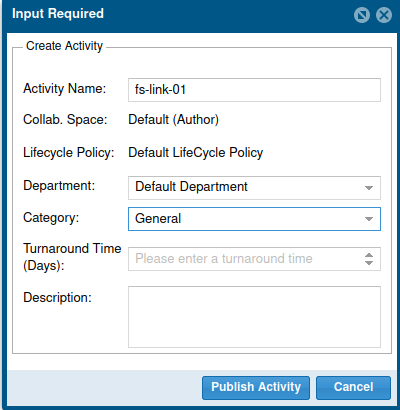 Input Required
Create Activity
Activity Name: fs-link-01
Collab. Space: Default (Author)
Lifecycle Policy: Default LifeCycle Policy
Department: Default Department
Category: General
Turnaround Time
(Days): Please enter a turnaround time
Description:
Publish Activity Cancel